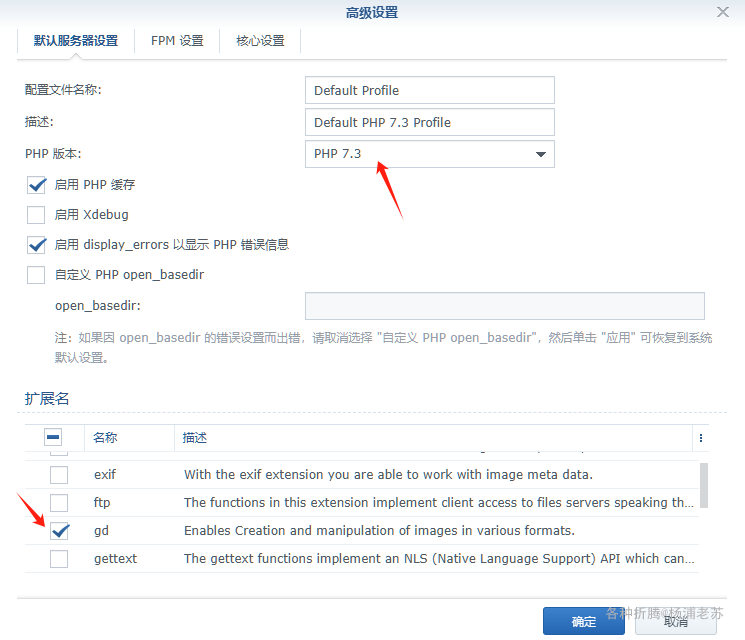 高级设置
默认服务器设置 FPM 设置 核心设置
配置文件名称: Default Profile
描述: Default PHP 7.3 Profile
PHP 版本: PHP 7.3
启用 PHP 缓存
启用 Xdebug
启用 display_errors 以显示 PHP 错误信息
自定义 PHP open_basedir
open_basedir:
注：如果因 open_basedir 的错误设置而出错，请取消选择 "自定义 PHP open_basedir"，然后单击 "应用" 可恢复到系统
默认设置。
扩展名
名称 描述
exif With the exif extension you are able to work with image meta data.
ftp The functions in this extension implement client access to files servers speaking th...
gd Enables Creation and manipulation of images in various formats.
gettext The gettext functions implement an NLS (Native Language Support) API which can...
确定 取消
各种折腾@杨浦老苏